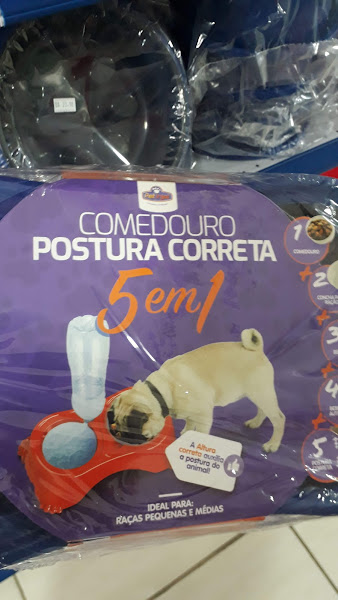 COMEDOURO
POSTURA CORRETA
5 em 1
1
COMEDOURO
+
2
+
3
+
4
+
5
A Altura
correta auxilia
a postura do
animal!
IDEAL PARA:
RAÇAS PEQUENAS E MÉDIAS